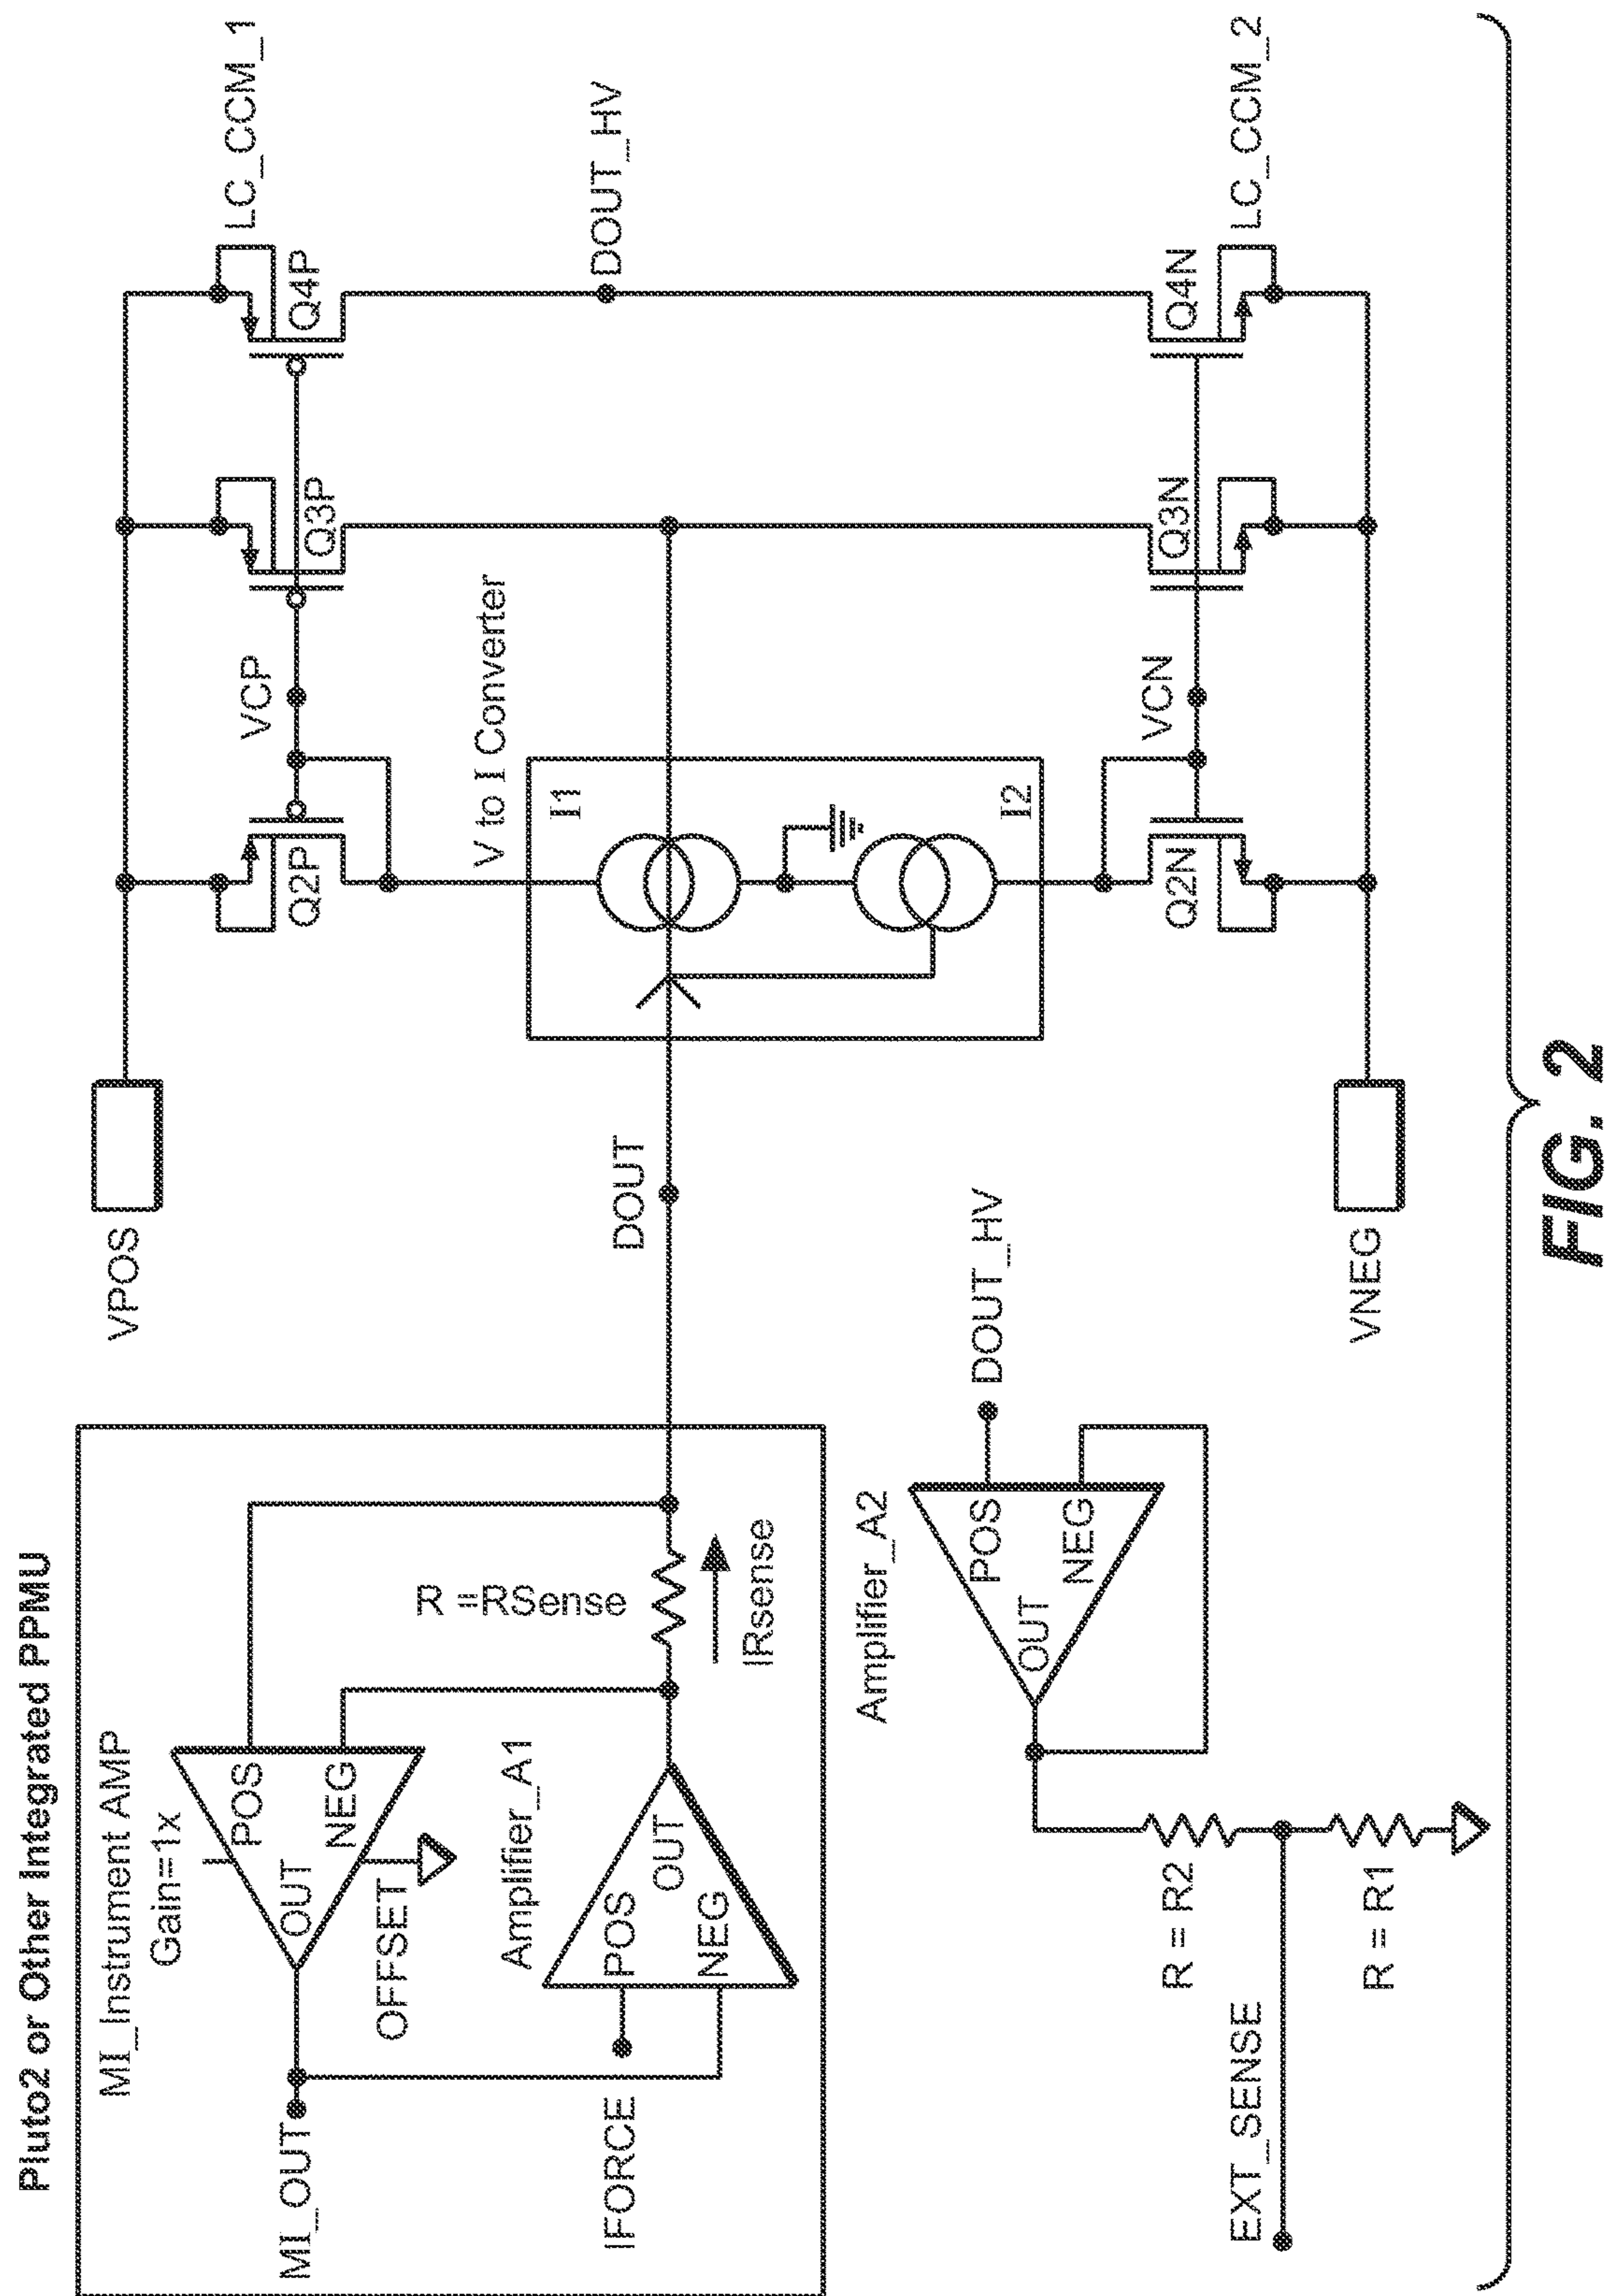 Pluto2 or Other Integrated PPMU
MI_Instrument AMP
Gain=1x
POS
NEG
OUT
OFFSET
MI_OUT
Amplifier_A1
POS
NEG
OUT
IFORCE
R =RSense
IRsense
DOUT
VPOS
VCP
Q2P
Q3P
Q4P
LC_CCM_1
V to I Converter
I1
I2
DOUT_HV
VCN
Q2N
Q3N
Q4N
LC_CCM_2
VNEG
Amplifier_A2
POS
NEG
OUT
DOUT_HV
R = R2
R = R1
EXT_SENSE
FIG. 2